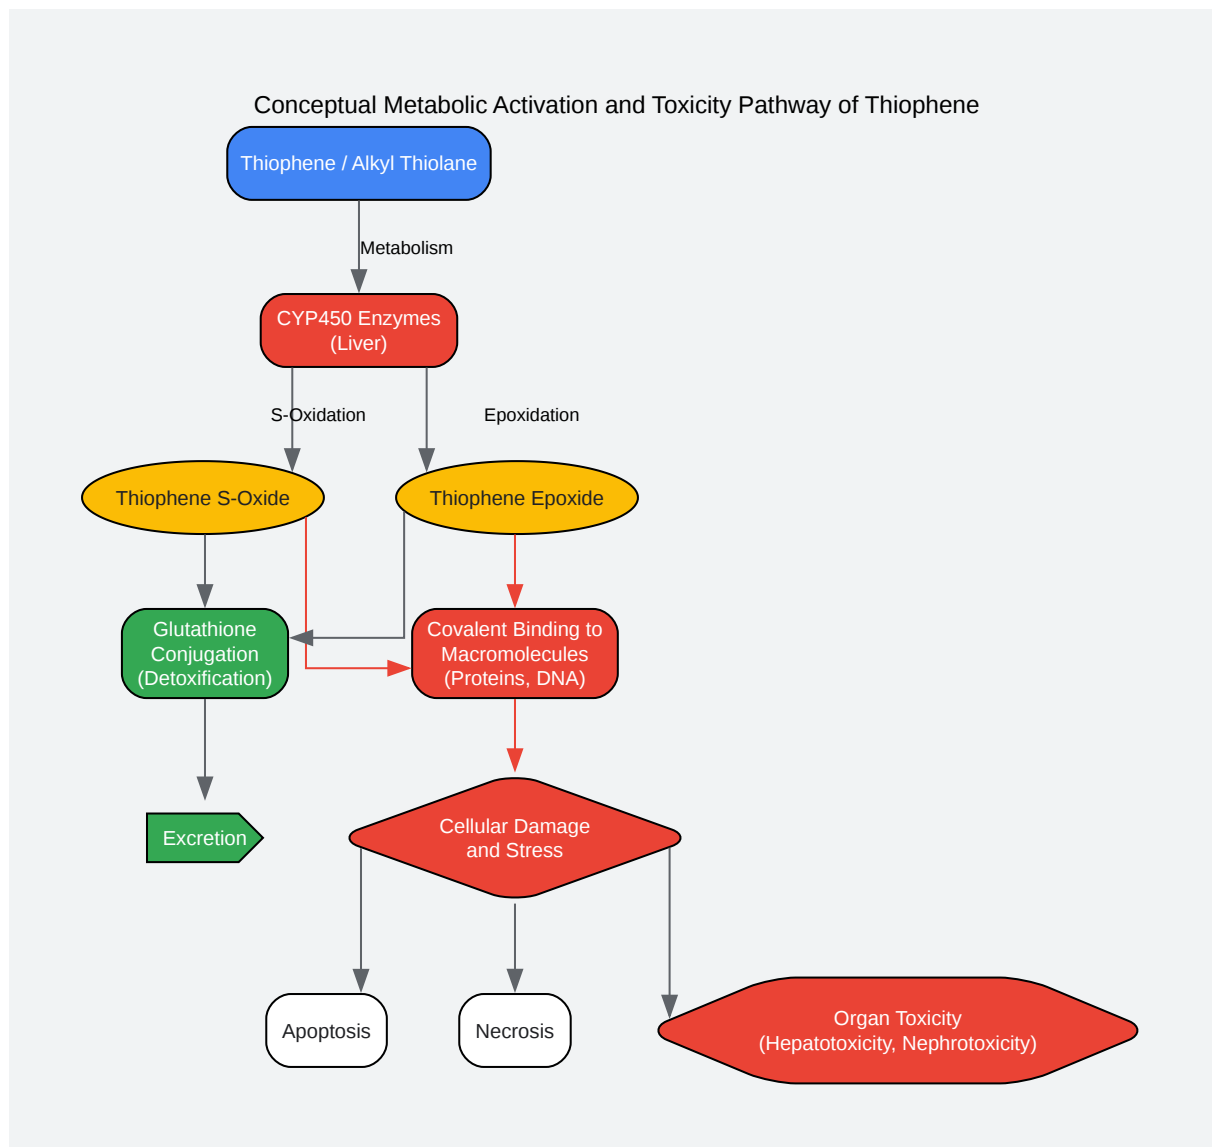 Conceptual Metabolic Activation and Toxicity Pathway of Thiophene
Thiophene / Alkyl Thiolane
Metabolism
CYP450 Enzymes
(Liver)
S-Oxidation
Epoxidation
Thiophene S-Oxide
Thiophene Epoxide
Glutathione
Conjugation
(Detoxification)
Covalent Binding to
Macromolecules
(Proteins, DNA)
Excretion
Cellular Damage
and Stress
Apoptosis
Necrosis
Organ Toxicity
(Hepatotoxicity, Nephrotoxicity)